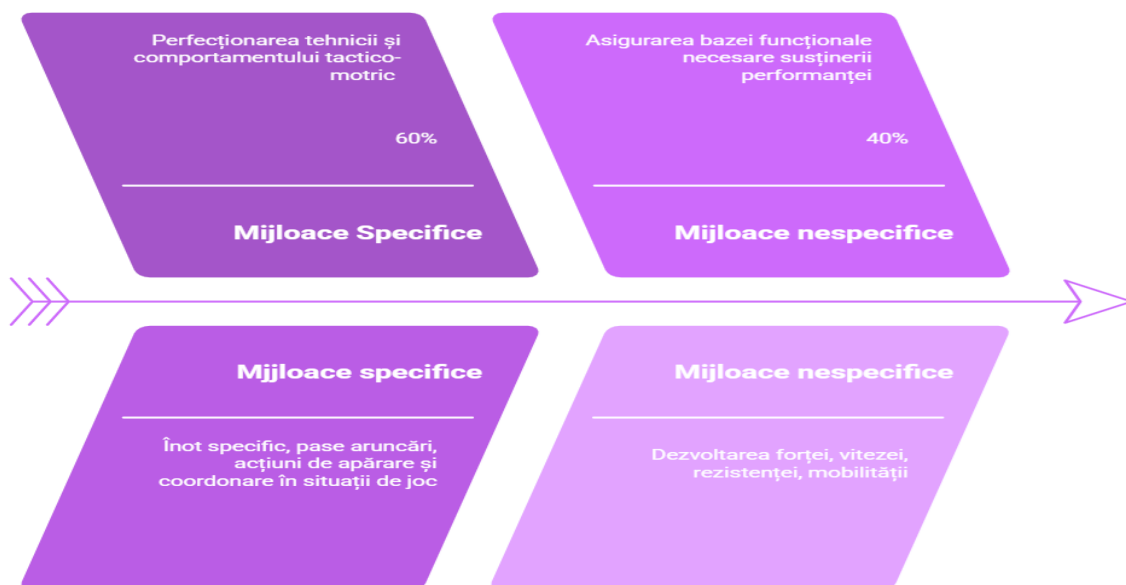 Perfecționarea tehnicii și
comportamentului tactico-
motric
60%
Mijloace Specifice
Asigurarea bazei funcționale
necesare susținerii
performanței
40%
Mijloace nespecifice
Mjjloace specifice
Înot specific, pase aruncări,
acțiuni de apărare și
coordonare în situații de joc
Mijloace nespecifice
Dezvoltarea forței, vitezei,
rezistenței, mobilității